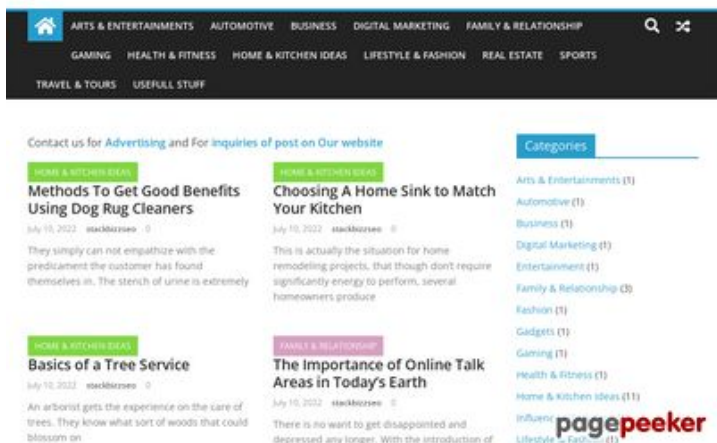 ARTS & ENTERTAINMENTS AUTOMOTIVE BUSINESS DIGITAL MARKETING FAMILY & RELATIONSHIP
GAMING HEALTH & FITNESS HOME & KITCHEN IDEAS LIFESTYLE & FASHION REAL ESTATE SPORTS
TRAVEL & TOURS USEFULL STUFF
Contact us for Advertising and For inquiries of post on Our website
HOME & KITCHEN IDEAS
Methods To Get Good Benefits
Using Dog Rug Cleaners
July 10, 2022 stackbizzseo 0
They simply can not empathize with the
predicament the customer has found
themselves in. The stench of urine is extremely
HOME & KITCHEN IDEAS
Choosing A Home Sink to Match
Your Kitchen
July 10, 2022 stackbizzseo 0
This is actually the situation for home
remodeling projects, that though don't require
significantly energy to perform, several
homeowners produce
HOME & KITCHEN IDEAS
Basics of a Tree Service
July 10, 2022 stackbizzseo 0
An arborist gets the experience on the care of
trees. They know what sort of woods that could
blossom on
FAMILY & RELATIONSHIP
The Importance of Online Talk
Areas in Today's Earth
July 10, 2022 stackbizzseo 0
There is no want to get disappointed and
depressed any longer. With the introduction of
Categories
Arts & Entertainments (1)
Automotive (1)
Business (1)
Digital Marketing (1)
Entertainment (1)
Family & Relationship (3)
Fashion (1)
Gadgets (1)
Gaming (1)
Health & Fitness (1)
Home & Kitchen Ideas (11)
Lifestyle & Fashion (1)
pagepeeker